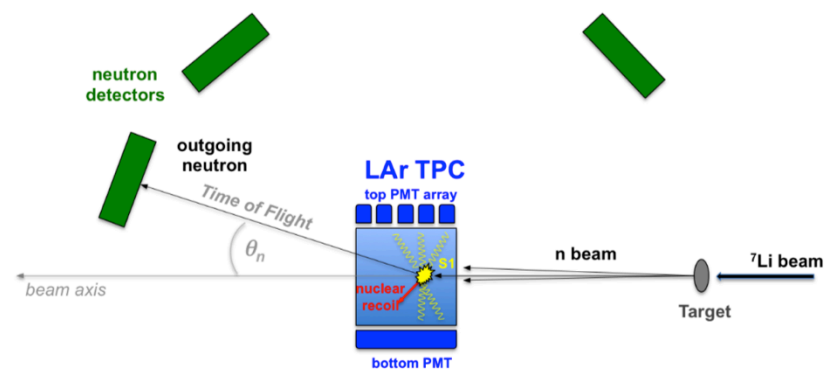 neutron
detectors
outgoing
neutron
LAr TPC
top PMT array
Time of Flight
θn
S1
n beam
⁷Li beam
nuclear
recoil
beam axis
Target
bottom PMT